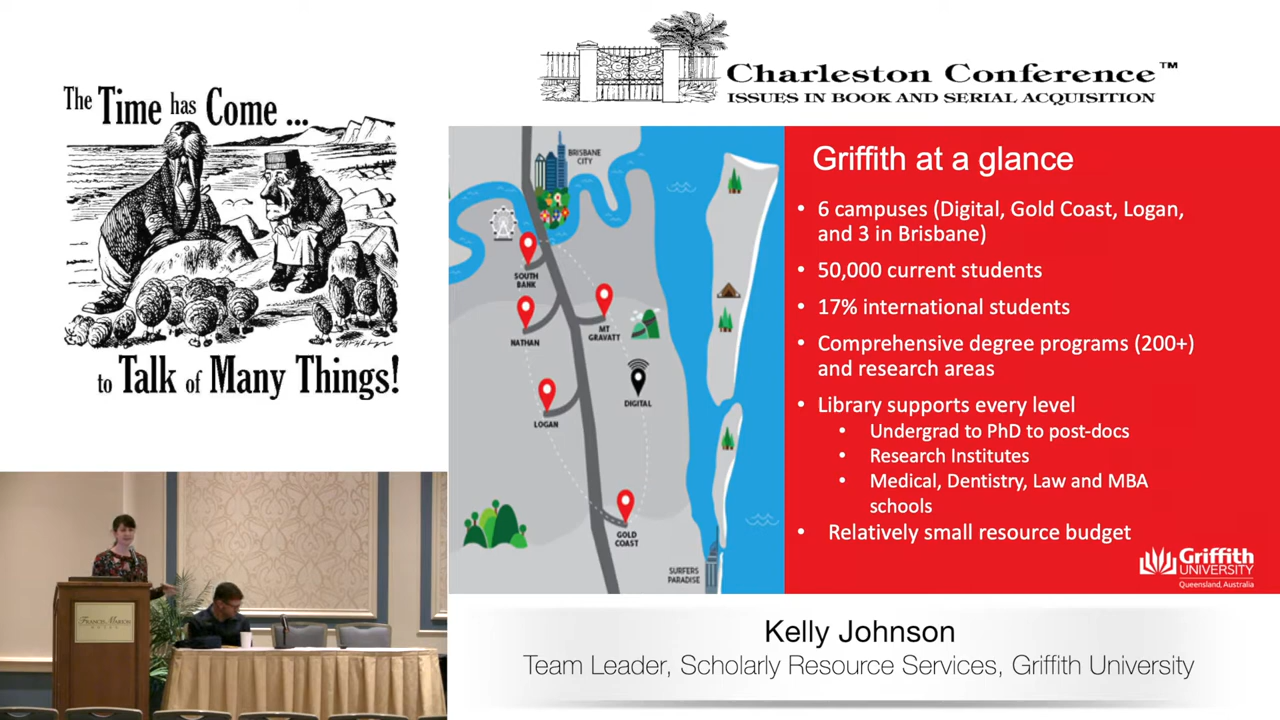 The Time has Come ...
to Talk of Many Things!
Charleston Conference™
ISSUES IN BOOK AND SERIAL ACQUISITION
BRISBANE
CITY
SOUTH
BANK
NATHAN
MT
GRAVATT
DIGITAL
LOGAN
GOLD
COAST
SURFERS
PARADISE
Griffith at a glance
• 6 campuses (Digital, Gold Coast, Logan,
and 3 in Brisbane)
• 50,000 current students
• 17% international students
• Comprehensive degree programs (200+)
and research areas
• Library supports every level
• Undergrad to PhD to post-docs
• Research Institutes
• Medical, Dentistry, Law and MBA
schools
• Relatively small resource budget
Griffith
UNIVERSITY
Queensland, Australia
FRANCIS MARION
Kelly Johnson
Team Leader, Scholarly Resource Services, Griffith University